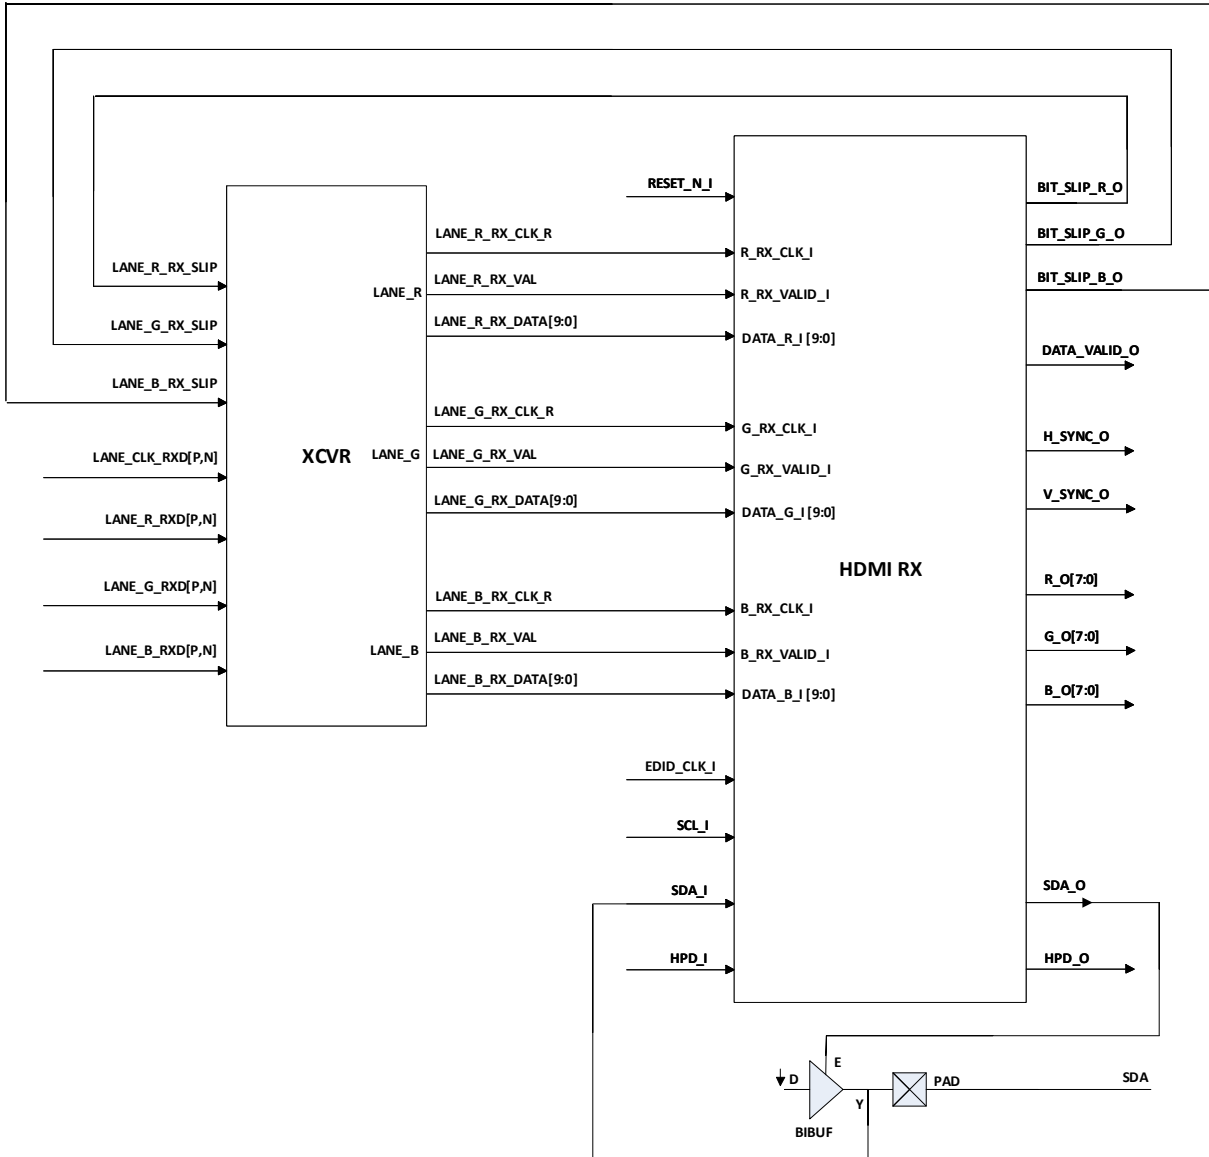 RESET_N_I
BIT_SLIP_R_O
LANE_R_RX_CLK_R
BIT_SLIP_G_O
R_RX_CLK_I
LANE_R_RX_SLIP
LANE_R
LANE_R_RX_VAL
R_RX_VALID_I
BIT_SLIP_B_O
LANE_G_RX_SLIP
LANE_R_RX_DATA[9:0]
DATA_R_I [9:0]
DATA_VALID_O
LANE_B_RX_SLIP
LANE_G_RX_CLK_R
G_RX_CLK_I
H_SYNC_O
LANE_CLK_RXD[P,N]
XCVR
LANE_G
LANE_G_RX_VAL
G_RX_VALID_I
V_SYNC_O
LANE_G_RX_DATA[9:0]
DATA_G_I [9:0]
LANE_R_RXD[P,N]
HDMI RX
R_O[7:0]
LANE_G_RXD[P,N]
LANE_B_RX_CLK_R
B_RX_CLK_I
G_O[7:0]
LANE_B_RXD[P,N]
LANE_B
LANE_B_RX_VAL
B_RX_VALID_I
LANE_B_RX_DATA[9:0]
DATA_B_I [9:0]
B_O[7:0]
EDID_CLK_I
SCL_I
SDA_I
SDA_O
HPD_I
HPD_O
E
D
PAD
SDA
Y
BIBUF